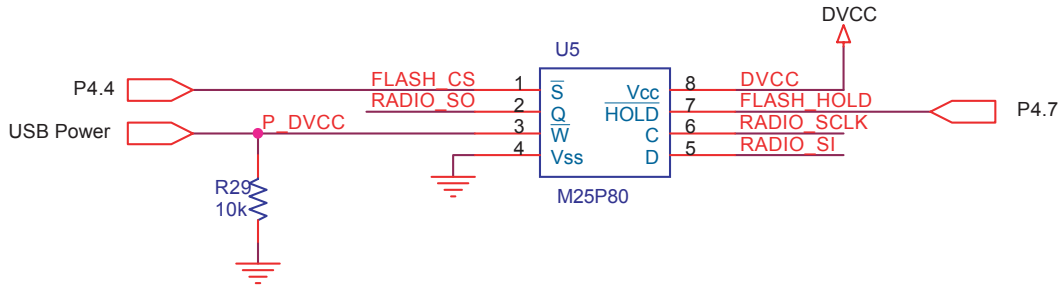 DVCC
U5
P4.4
FLASH_CS
1
S
Vcc
8
DVCC
RADIO_SO
2
Q
HOLD
7
FLASH_HOLD
P4.7
USB Power
P_DVCC
3
W
C
6
RADIO_SCLK
4
Vss
D
5
RADIO_SI
R29
10k
M25P80